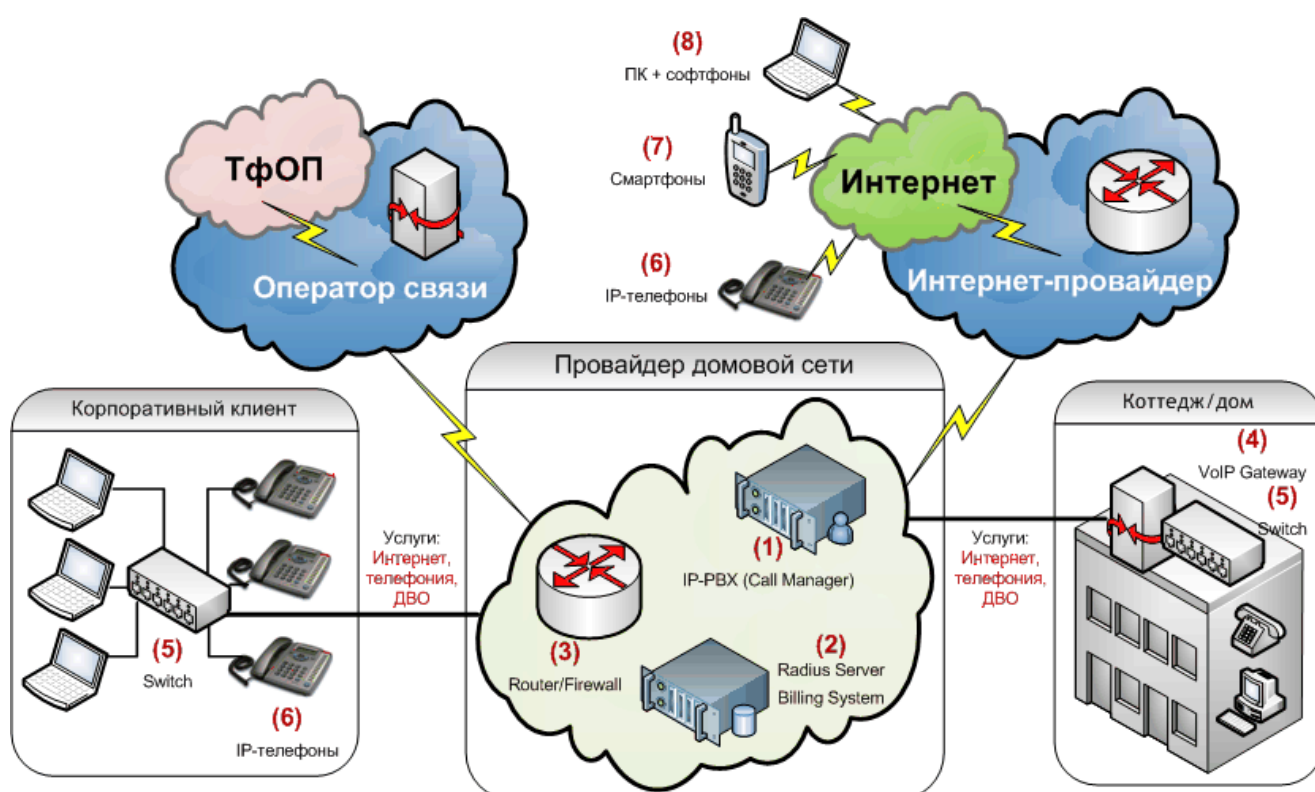 (8)
ПК + софтфоны
(7)
Смартфоны
(6)
IP-телефоны
ТфОП
Оператор связи
Интернет
Интернет-провайдер
Провайдер домовой сети
Корпоративный клиент
(5)
Switch
(6)
IP-телефоны
Услуги:
Интернет,
телефония,
ДВО
(1)
IP-PBX (Call Manager)
(3)
Router/Firewall
(2)
Radius Server
Billing System
Услуги:
Интернет,
телефония,
ДВО
Коттедж/дом
(4)
VoIP Gateway
(5)
Switch